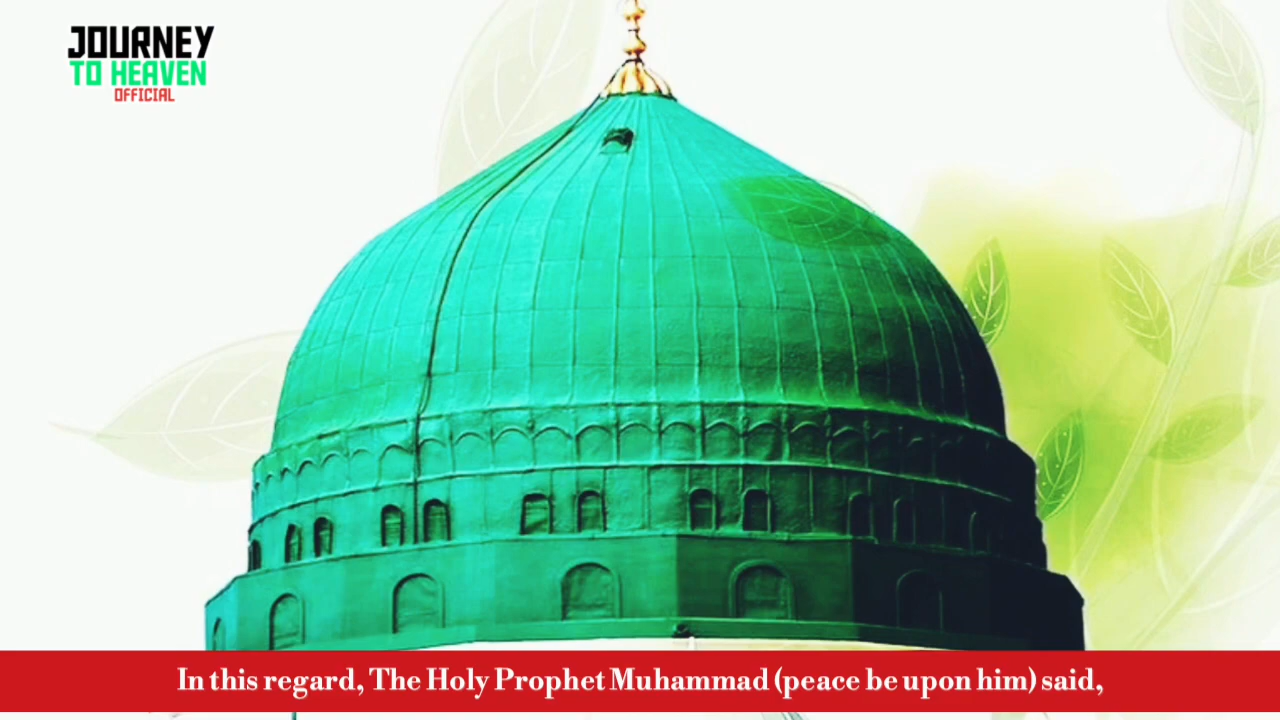 JOURNEY
TO HEAVEN
OFFICIAL
In this regard, The Holy Prophet Muhammad (peace be upon him) said,